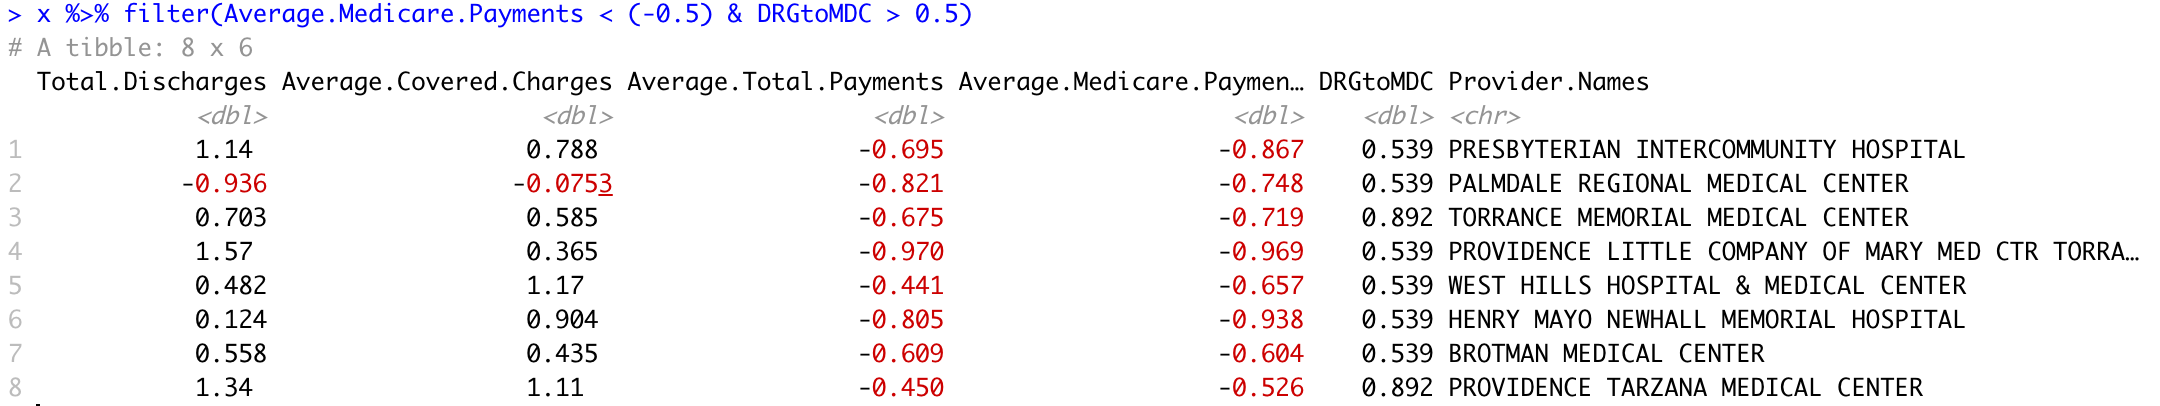 > x %>% filter(Average.Medicare.Payments < (-0.5) & DRGtoMDC > 0.5)
# A tibble: 8 x 6
  Total.Discharges Average.Covered.Charges Average.Total.Payments Average.Medicare.Paymen… DRGtoMDC Provider.Names
             <dbl>                   <dbl>                  <dbl>                    <dbl>    <dbl> <chr>
1            1.14                   0.788                  -0.695                   -0.867    0.539 PRESBYTERIAN INTERCOMMUNITY HOSPITAL
2           -0.936                 -0.0753                 -0.821                   -0.748    0.539 PALMDALE REGIONAL MEDICAL CENTER
3            0.703                  0.585                  -0.675                   -0.719    0.892 TORRANCE MEMORIAL MEDICAL CENTER
4            1.57                   0.365                  -0.970                   -0.969    0.539 PROVIDENCE LITTLE COMPANY OF MARY MED CTR TORRA…
5            0.482                  1.17                   -0.441                   -0.657    0.539 WEST HILLS HOSPITAL & MEDICAL CENTER
6            0.124                  0.904                  -0.805                   -0.938    0.539 HENRY MAYO NEWHALL MEMORIAL HOSPITAL
7            0.558                  0.435                  -0.609                   -0.604    0.539 BROTMAN MEDICAL CENTER
8            1.34                   1.11                   -0.450                   -0.526    0.892 PROVIDENCE TARZANA MEDICAL CENTER